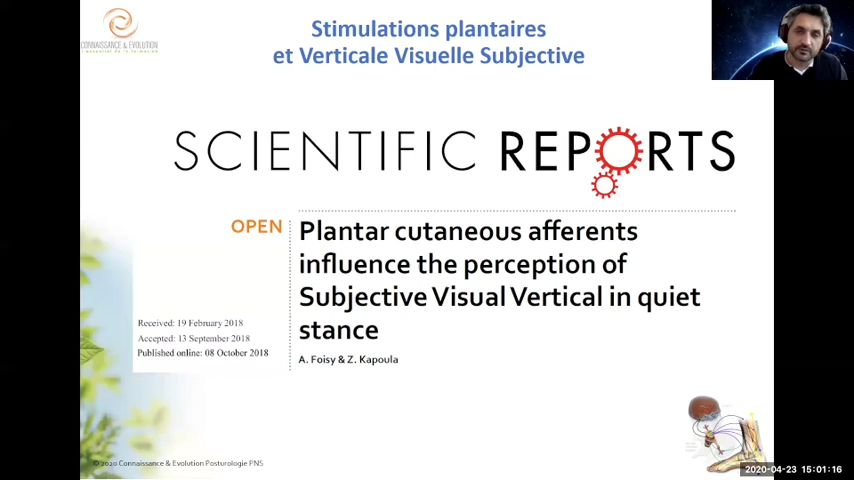 Stimulations plantaires
et Verticale Visuelle Subjective
CONNAISSANCE & EVOLUTION
SCIENTIFIC REPORTS
OPEN
Plantar cutaneous afferents
influence the perception of
Subjective Visual Vertical in quiet
stance
A. Foisy & Z. Kapoula
Received: 19 February 2018
Accepted: 13 September 2018
Published online: 08 October 2018
© 2020 Connaissance & Evolution Posturologie PNS
2020-04-23 15:01:16